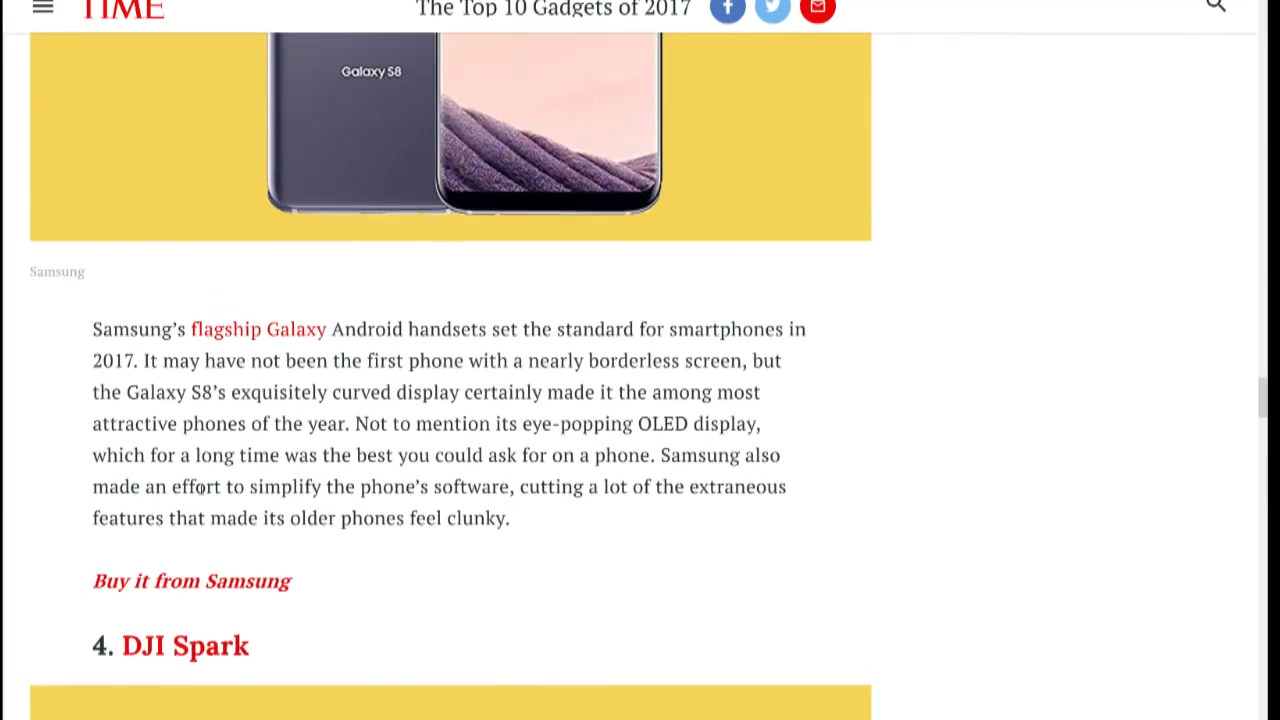 TIME
The Top 10 Gadgets of 2017
Galaxy S8
Samsung
Samsung’s flagship Galaxy Android handsets set the standard for smartphones in
2017. It may have not been the first phone with a nearly borderless screen, but
the Galaxy S8’s exquisitely curved display certainly made it the among most
attractive phones of the year. Not to mention its eye-popping OLED display,
which for a long time was the best you could ask for on a phone. Samsung also
made an effort to simplify the phone’s software, cutting a lot of the extraneous
features that made its older phones feel clunky.
Buy it from Samsung
4. DJI Spark